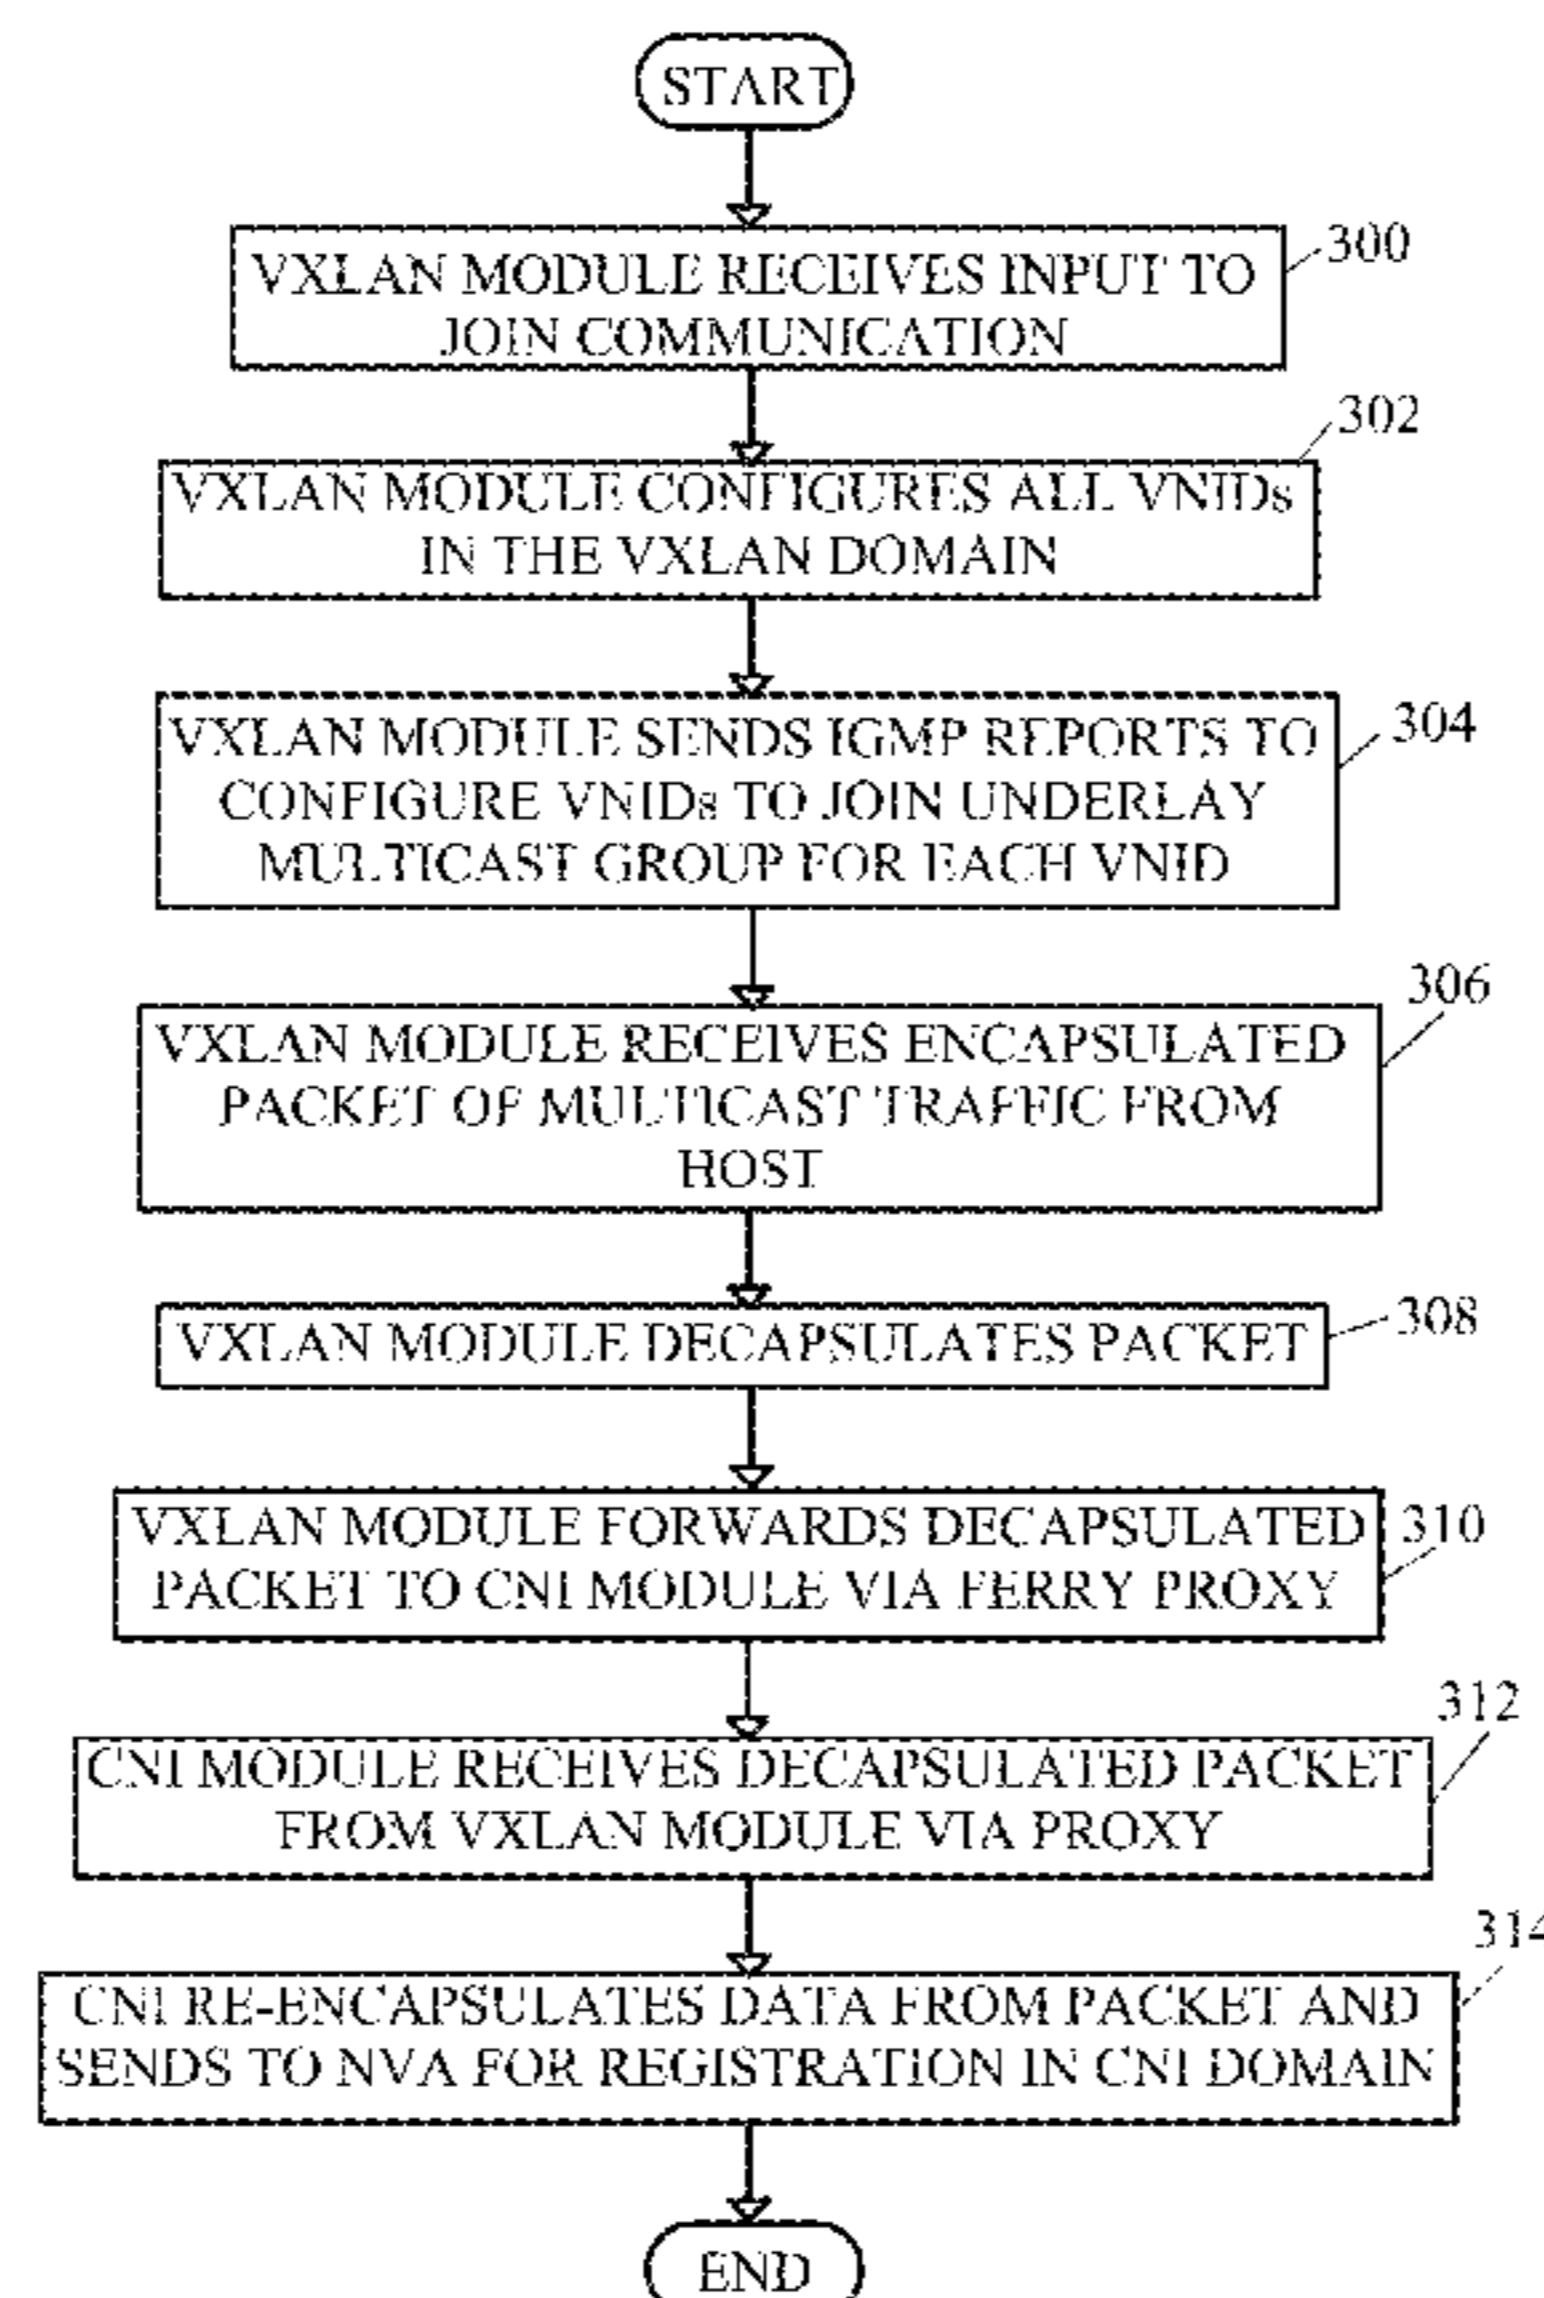 START
300
VXLAN MODULE RECEIVES INPUT TO
JOIN COMMUNICATION
302
VXLAN MODULE CONFIGURES ALL VNIDs
IN THE VXLAN DOMAIN
304
VXLAN MODULE SENDS IGMP REPORTS TO
CONFIGURE VNIDs TO JOIN UNDERLAY
MULTICAST GROUP FOR EACH VNID
306
VXLAN MODULE RECEIVES ENCAPSULATED
PACKET OF MULTICAST TRAFFIC FROM
HOST
308
VXLAN MODULE DECAPSULATES PACKET
310
VXLAN MODULE FORWARDS DECAPSULATED
PACKET TO CNI MODULE VIA FERRY PROXY
312
CNI MODULE RECEIVES DECAPSULATED PACKET
FROM VXLAN MODULE VIA PROXY
314
CNI RE-ENCAPSULATES DATA FROM PACKET AND
SENDS TO NVA FOR REGISTRATION IN CNI DOMAIN
END